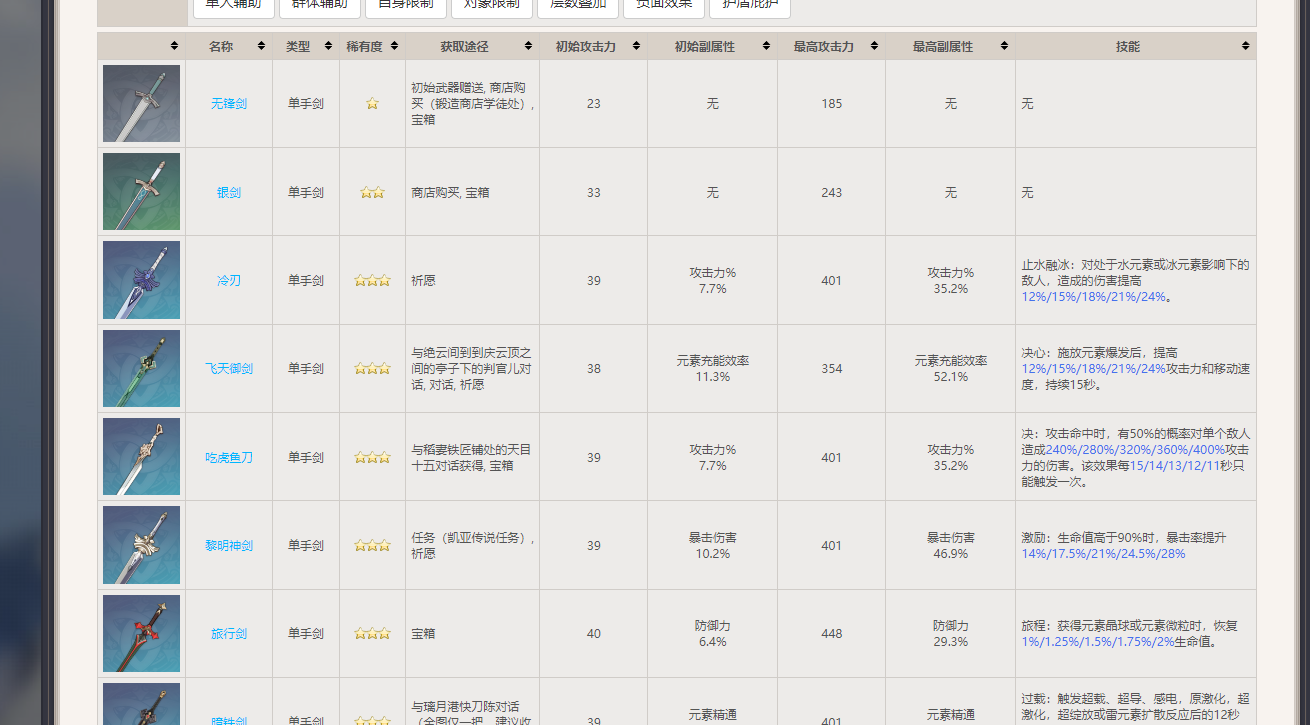 单人辅助 群体辅助 自身限制 对象限制 层数叠加 负面效果 护盾庇护
名称 类型 稀有度 获取途径 初始攻击力 初始副属性 最高攻击力 最高副属性 技能
无锋剑 单手剑
初始武器赠送, 商店购
买（锻造商店学徒处）,
宝箱
23 无 185 无 无
银剑 单手剑 商店购买, 宝箱 33 无 243 无 无
冷刃 单手剑 祈愿 39
攻击力%
7.7%
401
攻击力%
35.2%
止水融冰：对处于水元素或冰元素影响下的
敌人，造成的伤害提高
12%/15%/18%/21%/24%。
飞天御剑 单手剑
与绝云间到到庆云顶之
间的亭子下的判官儿对
话, 对话, 祈愿
38
元素充能效率
11.3%
354
元素充能效率
52.1%
决心：施放元素爆发后，提高
12%/15%/18%/21%/24%攻击力和移动速
度，持续15秒。
吃虎鱼刀 单手剑
与稻妻铁匠铺处的天目
十五对话获得, 宝箱
39
攻击力%
7.7%
401
攻击力%
35.2%
决：攻击命中时，有50%的概率对单个敌人
造成240%/280%/320%/360%/400%攻击
力的伤害。该效果每15/14/13/12/11秒只
能触发一次。
黎明神剑 单手剑
任务（凯亚传说任务）,
祈愿
39
暴击伤害
10.2%
401
暴击伤害
46.9%
激励：生命值高于90%时，暴击率提升
14%/17.5%/21%/24.5%/28%
旅行剑 单手剑 宝箱 40
防御力
6.4%
448
防御力
29.3%
旅程：获得元素晶球或元素微粒时，恢复
1%/1.25%/1.5%/1.75%/2%生命值。
暗铁剑 单手剑
与璃月港快刀陈对话
（全图仅一把，建议收
39
元素精通
401
元素精通
过载：触发超载、超导、感电，原激化，超
激化，超绽放或雷元素扩散反应后的12秒